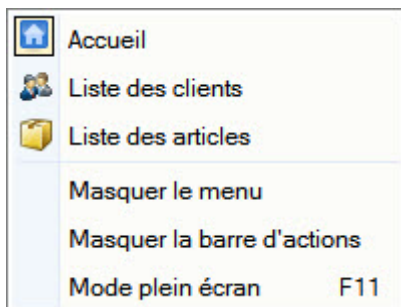 Accueil
Liste des clients
Liste des articles
Masquer le menu
Masquer la barre d'actions
Mode plein écran F11